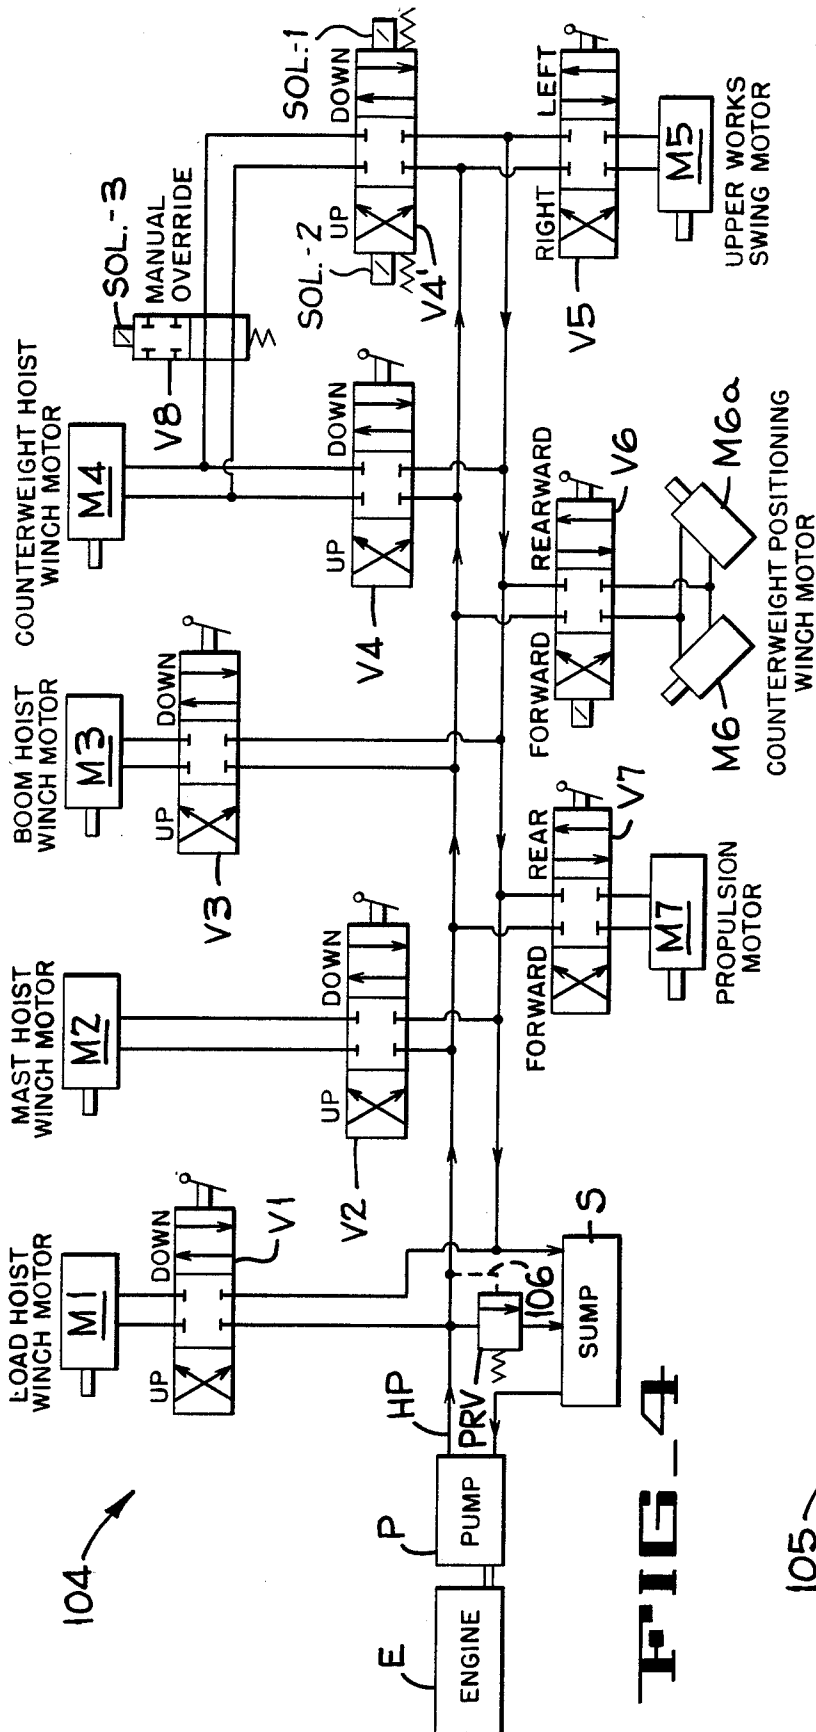 104
LOAD HOIST
WINCH MOTOR
M1
UP
DOWN
V1
MAST HOIST
WINCH MOTOR
M2
UP
DOWN
V2
BOOM HOIST
WINCH MOTOR
M3
UP
DOWN
V3
COUNTERWEIGHT HOIST
WINCH MOTOR
M4
UP
DOWN
V4
V8
SOL.-3
MANUAL
OVERRIDE
SOL.-2
SOL.-1
UP
DOWN
V4'
RIGHT
LEFT
V5
M5
UPPER WORKS
SWING MOTOR
FORWARD
REARWARD
V6
M6
M6a
COUNTERWEIGHT POSITIONING
WINCH MOTOR
FORWARD
REAR
V7
M7
PROPULSION
MOTOR
E
ENGINE
P
PUMP
HP
PRV
106
S
SUMP
FIG_4
105